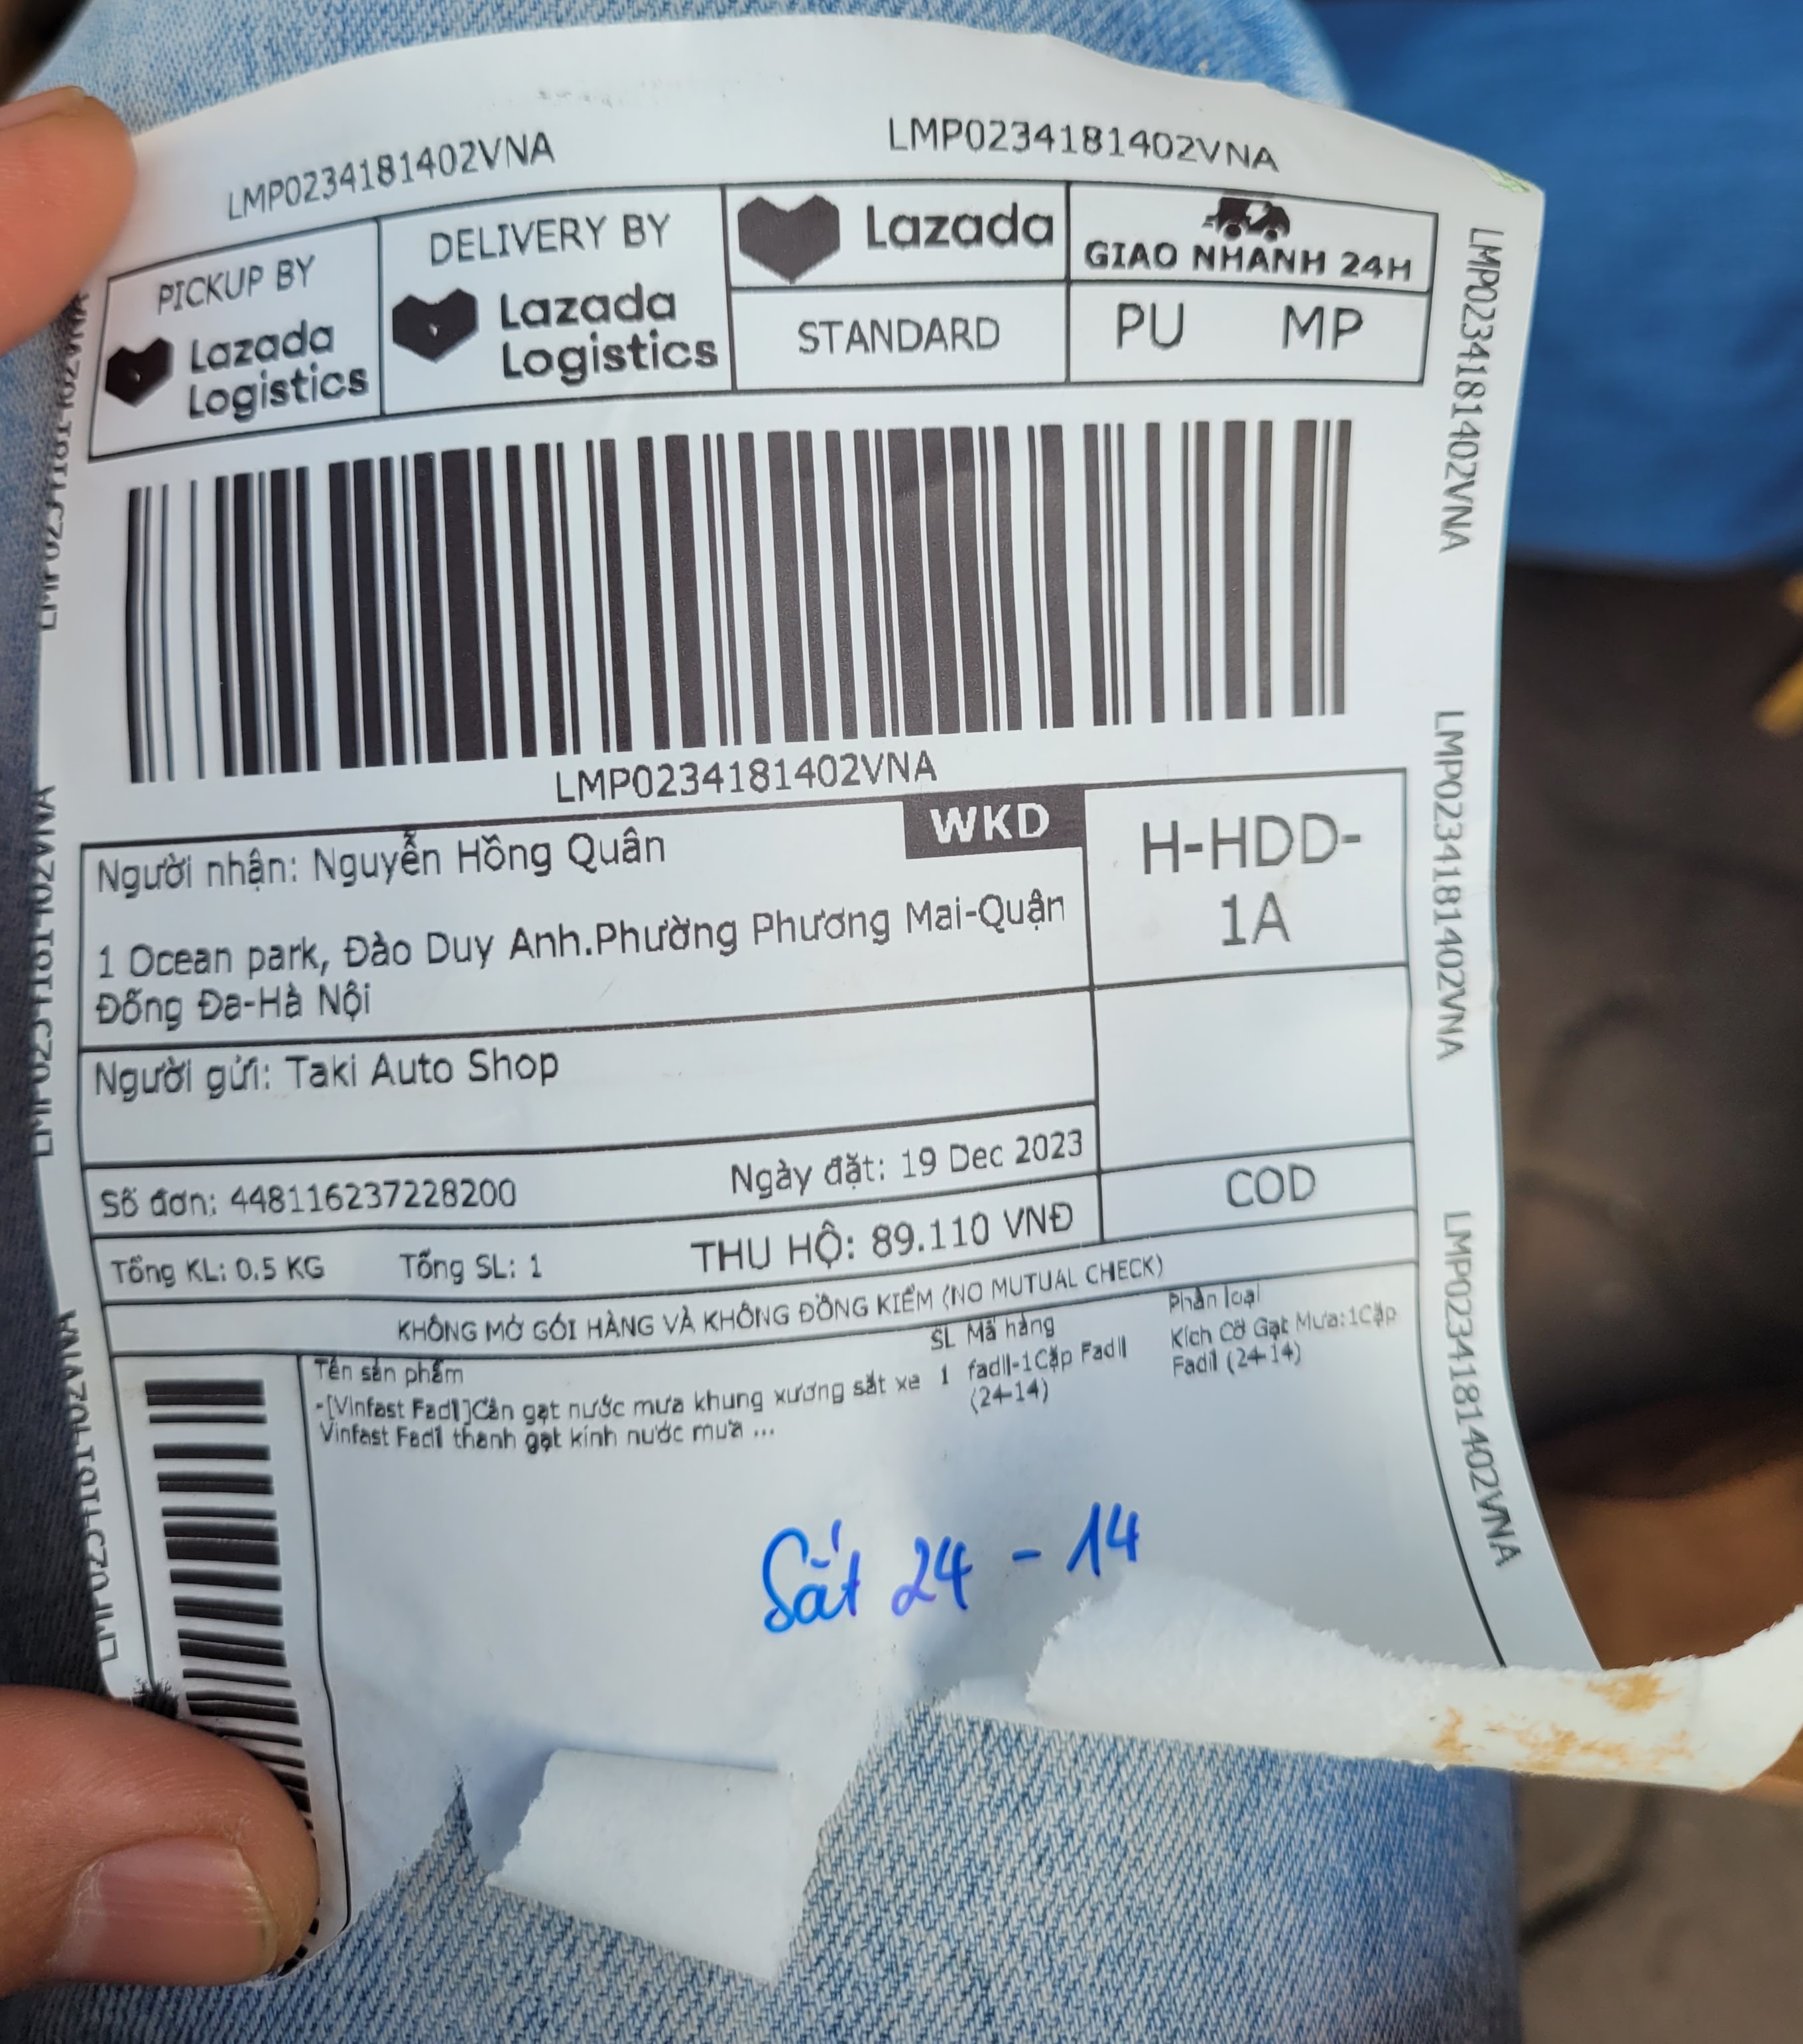 LMP0234181402VNA
LMP0234181402VNA
PICKUP BY
Lazada
Logistics
DELIVERY BY
Lazada
Logistics
Lazada
STANDARD
GIAO NHANH 24H
PU MP
LMP0234181402VNA
WKD
Người nhận: Nguyễn Hồng Quân
1 Ocean park, Đào Duy Anh.Phường Phương Mai-Quận
Đống Đa-Hà Nội
H-HDD-
1A
Người gửi: Taki Auto Shop
Số đơn: 448116237228200
Ngày đặt: 19 Dec 2023
COD
Tổng KL: 0.5 KG Tổng SL: 1
THU HỘ: 89.110 VNĐ
KHÔNG MỞ GÓI HÀNG VÀ KHÔNG ĐỒNG KIỂM (NO MUTUAL CHECK)
Tên sản phẩm SL Mã hàng Phân loại
-[Vinfast Fadil]Cần gạt nước mưa khung xương sắt xe 1 fadil-1Cặp Fadil Kích Cỡ Gạt Mưa:1Cặp
Vinfast Fadil thanh gạt kính nước mưa ... (24-14) Fadil (24-14)
Sắt 24 - 14
LMP0234181402VNA
LMP0234181402VNA
LMP0234181402VNA
LMP0234181402VNA
LMP0234181402VNA
LMP0234181402VNA